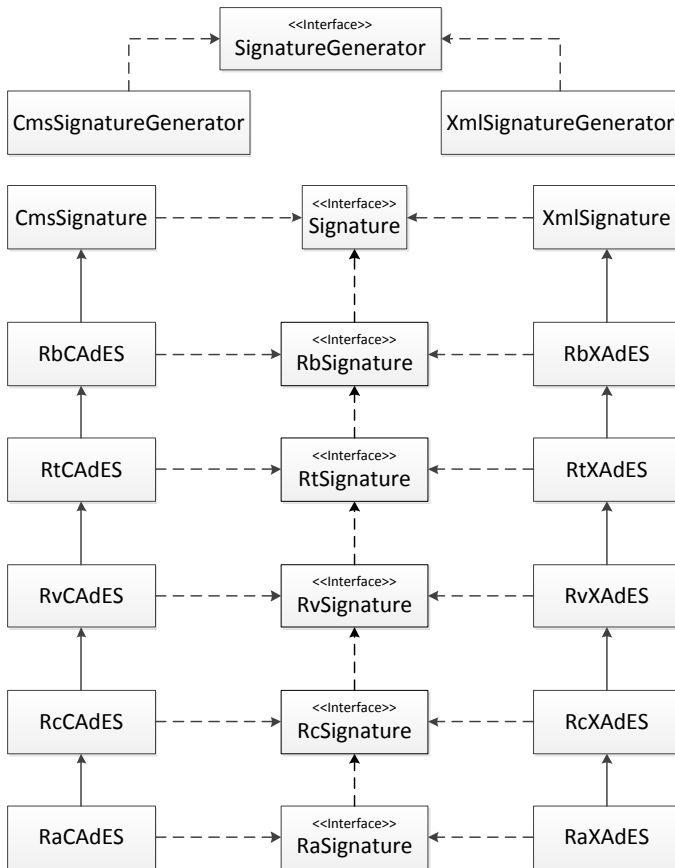 <<Interface>>
SignatureGenerator
CmsSignatureGenerator
XmlSignatureGenerator
CmsSignature
<<Interface>>
Signature
XmlSignature
RbCAdES
<<Interface>>
RbSignature
RbXAdES
RtCAdES
<<Interface>>
RtSignature
RtXAdES
RvCAdES
<<Interface>>
RvSignature
RvXAdES
RcCAdES
<<Interface>>
RcSignature
RcXAdES
RaCAdES
<<Interface>>
RaSignature
RaXAdES